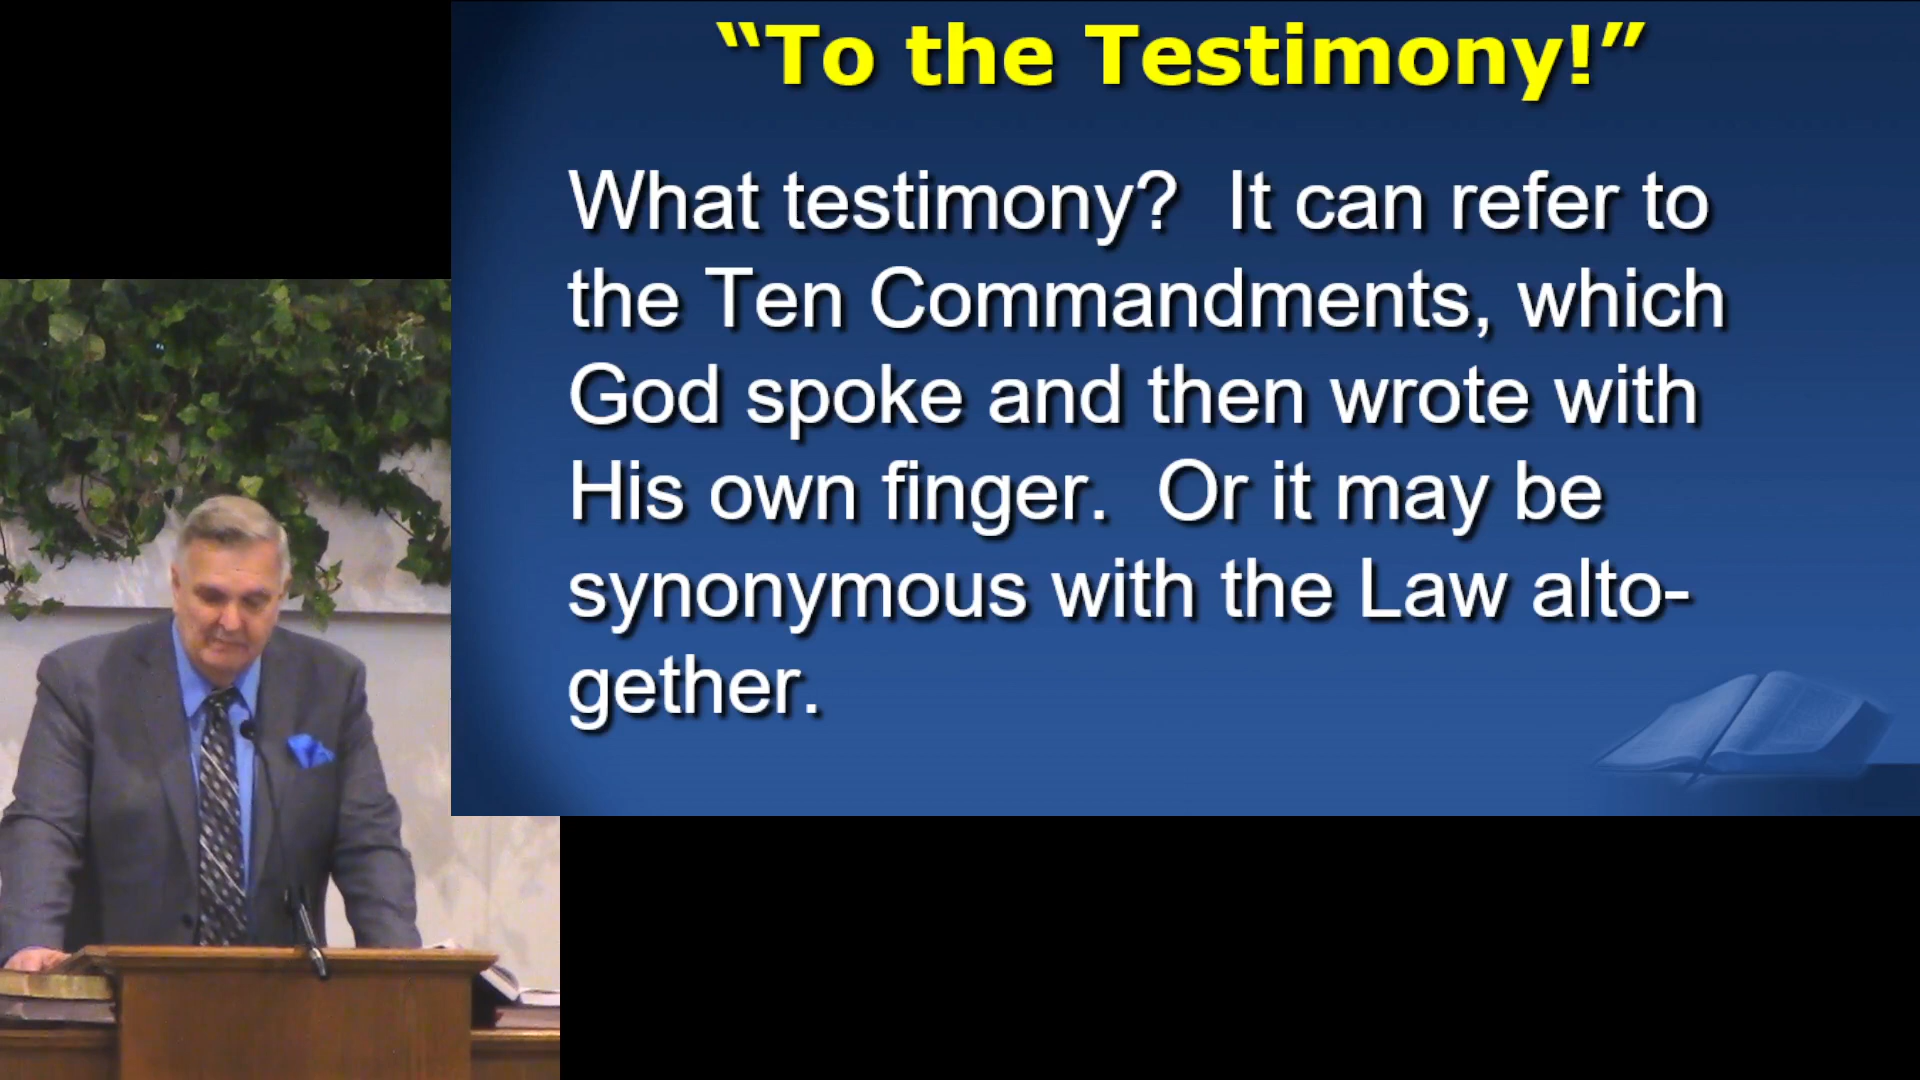 “To the Testimony!”
What testimony?  It can refer to
the Ten Commandments, which
God spoke and then wrote with
His own finger.  Or it may be
synonymous with the Law alto-
gether.